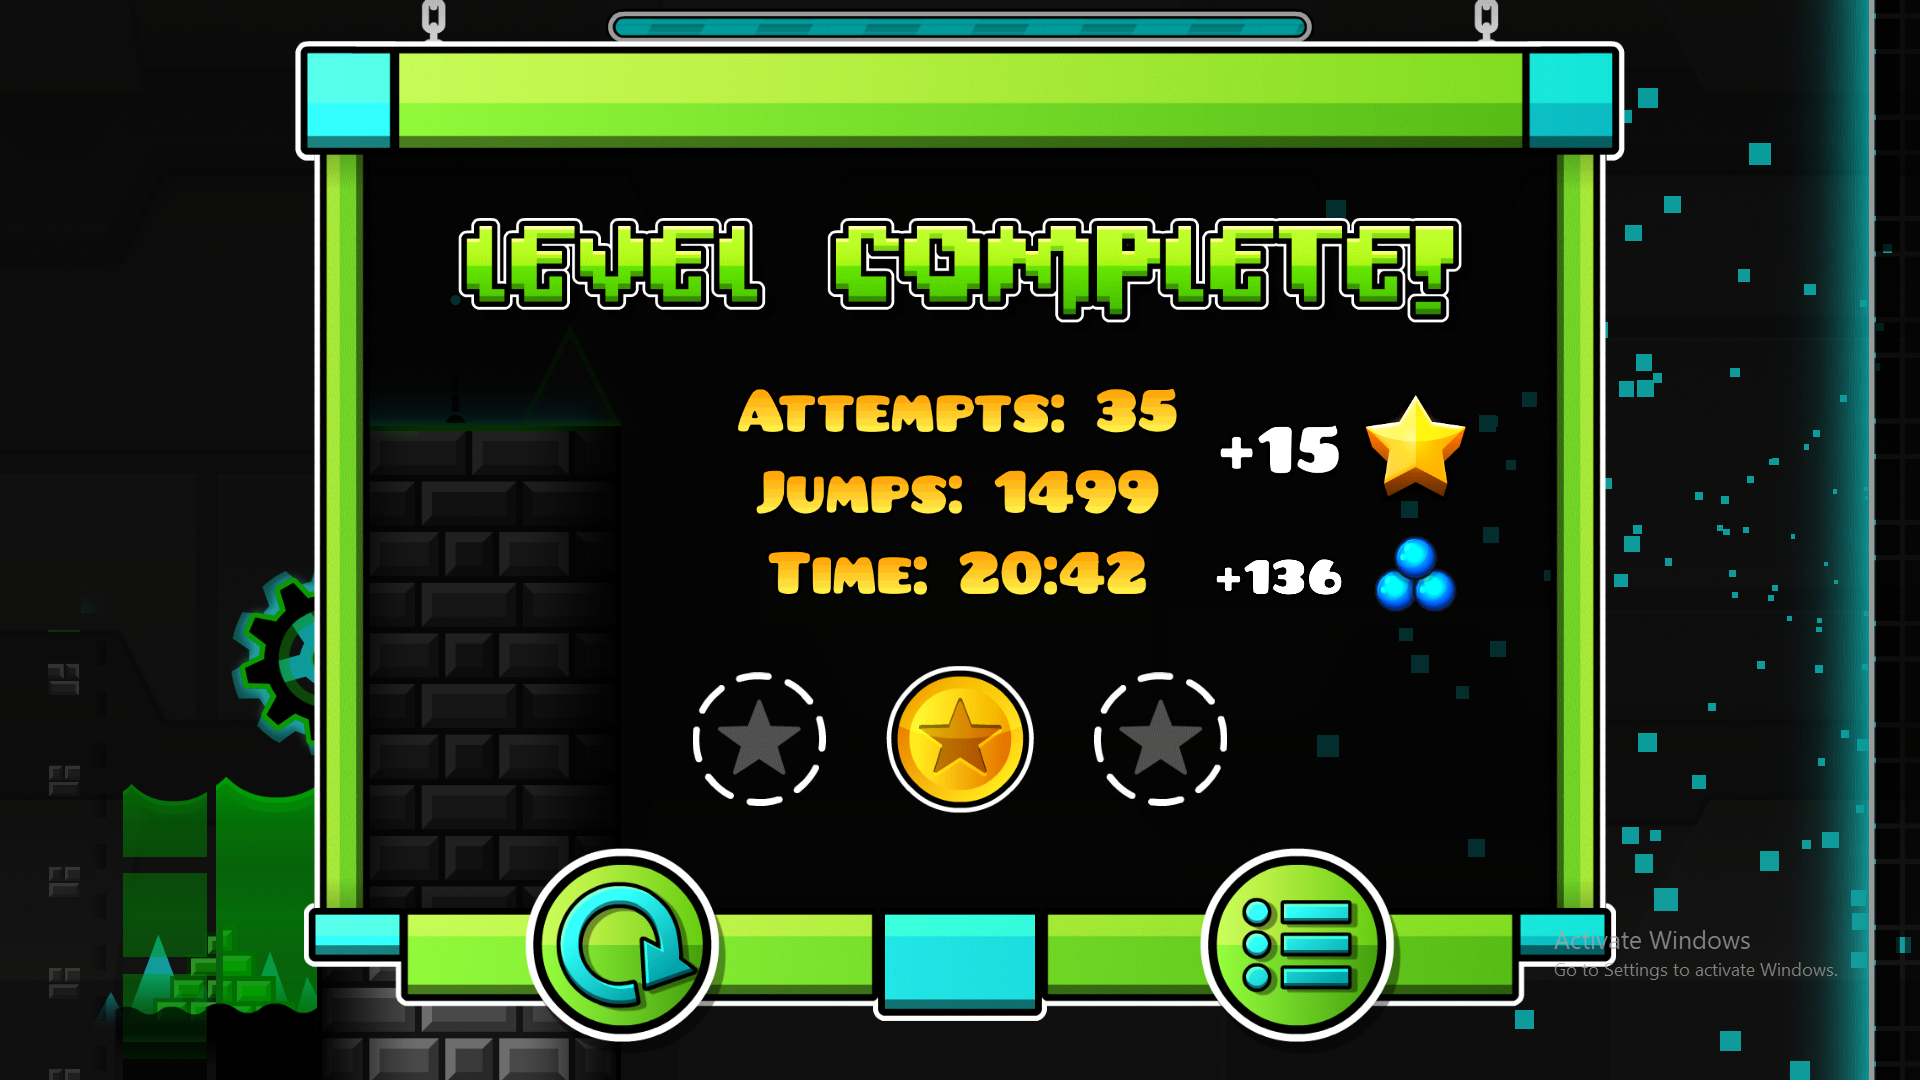 Level Complete!
Attempts: 35
Jumps: 1499
Time: 20:42
+15
+136
Activate Windows
Go to Settings to activate Windows.